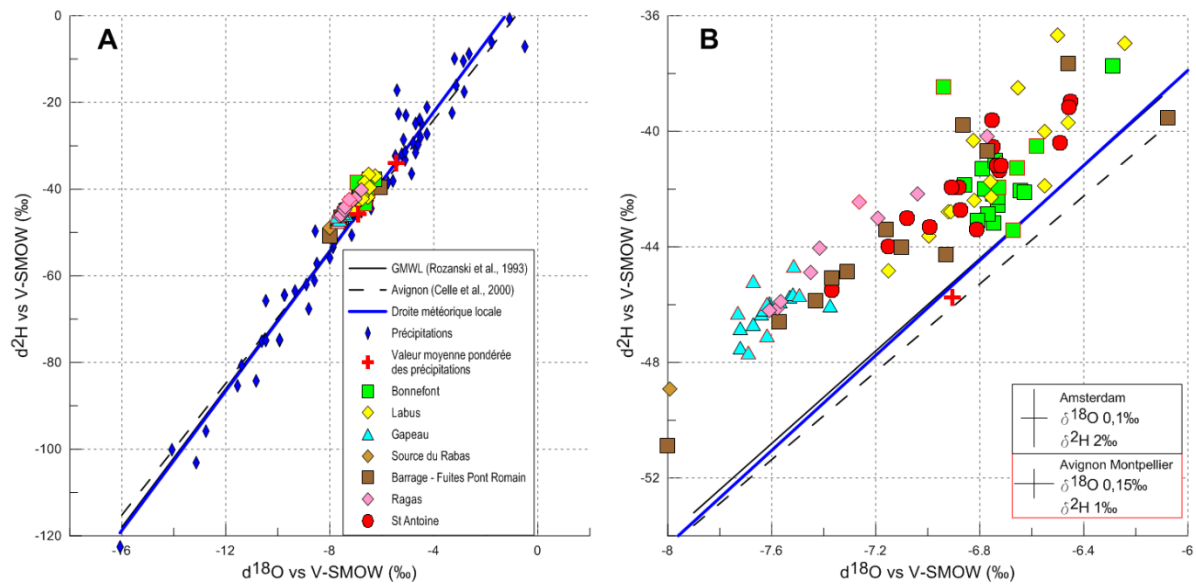 A
0
-20
-40
-60
-80
-100
-120
-16
-12
-8
-4
0
d²H vs V-SMOW (‰)
d¹⁸O vs V-SMOW (‰)
GMWL (Rozanski et al., 1993)
Avignon (Celle et al., 2000)
Droite météorique locale
Précipitations
Valeur moyenne pondérée
des précipitations
Bonnefont
Labus
Gapeau
Source du Rabas
Barrage - Fuites Pont Romain
Ragas
St Antoine
B
-36
-40
-44
-48
-52
-8
-7.6
-7.2
-6.8
-6.4
-6
d²H vs V-SMOW (‰)
d¹⁸O vs V-SMOW (‰)
Amsterdam
δ¹⁸O 0,1‰
δ²H 2‰
Avignon Montpellier
δ¹⁸O 0,15‰
δ²H 1‰